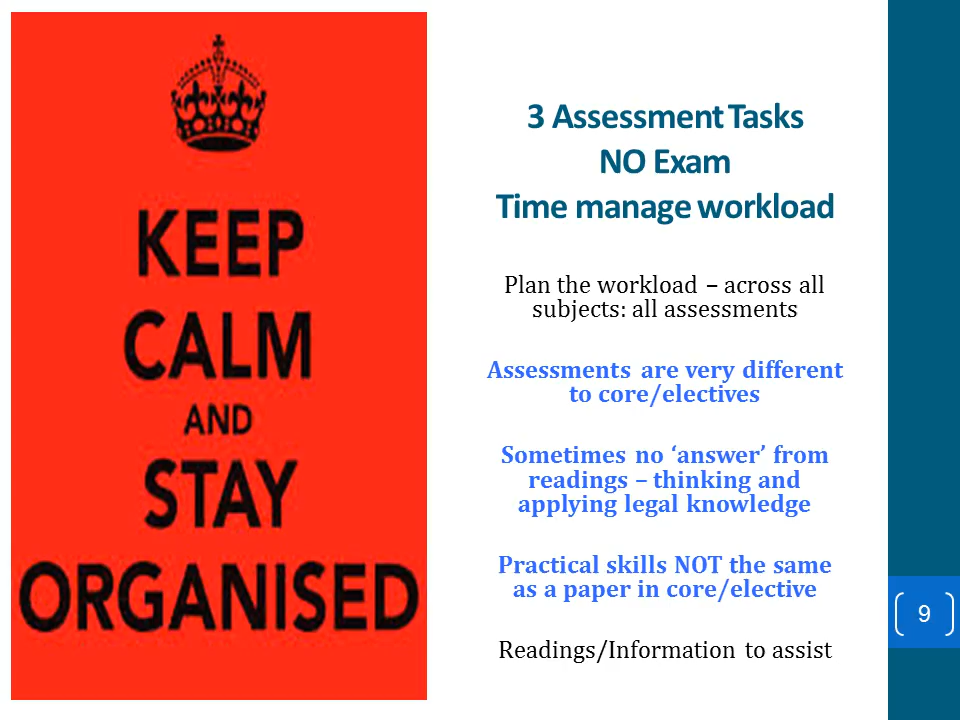 KEEP
CALM
AND
STAY
ORGANISED
3 Assessment Tasks
NO Exam
Time manage workload
Plan the workload – across all
subjects: all assessments
Assessments are very different
to core/electives
Sometimes no ‘answer’ from
readings – thinking and
applying legal knowledge
Practical skills NOT the same
as a paper in core/elective
Readings/Information to assist
9